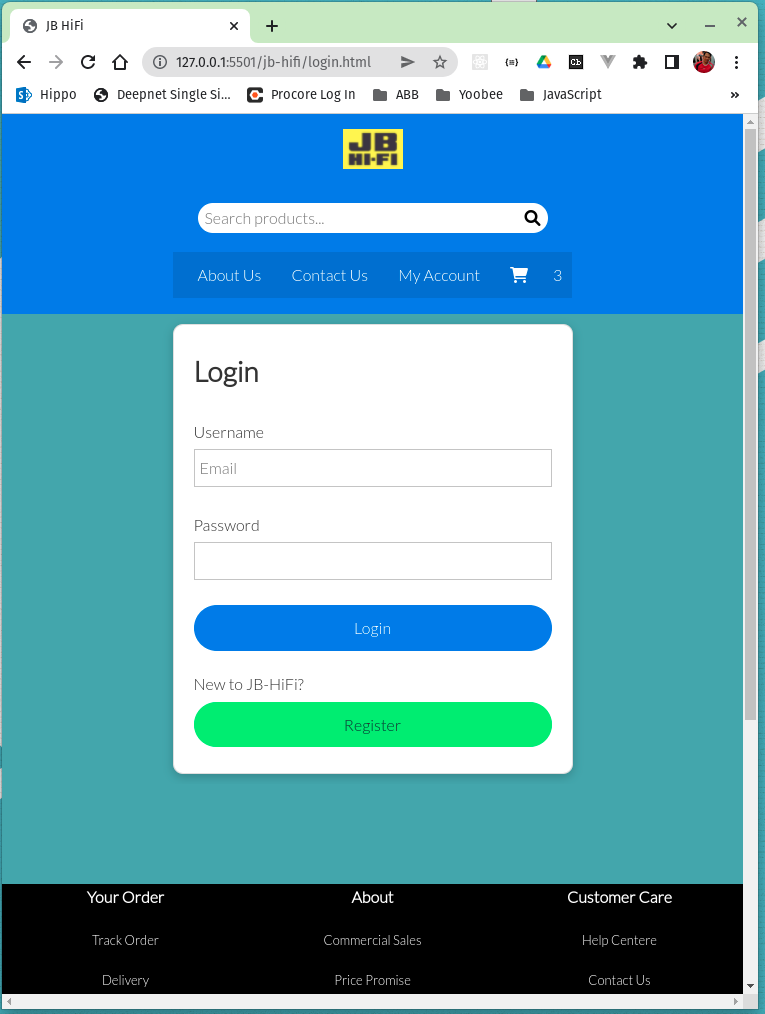 JB HiFi
127.0.0.1:5501/jb-hifi/login.html
Hippo Deepnet Single Si... Procore Log In ABB Yoobee JavaScript »
JB
HI-FI
Search products...
About Us Contact Us My Account 3
Login
Username
Email
Password
Login
New to JB-HiFi?
Register
Your Order About Customer Care
Track Order Commercial Sales Help Centere
Delivery Price Promise Contact Us